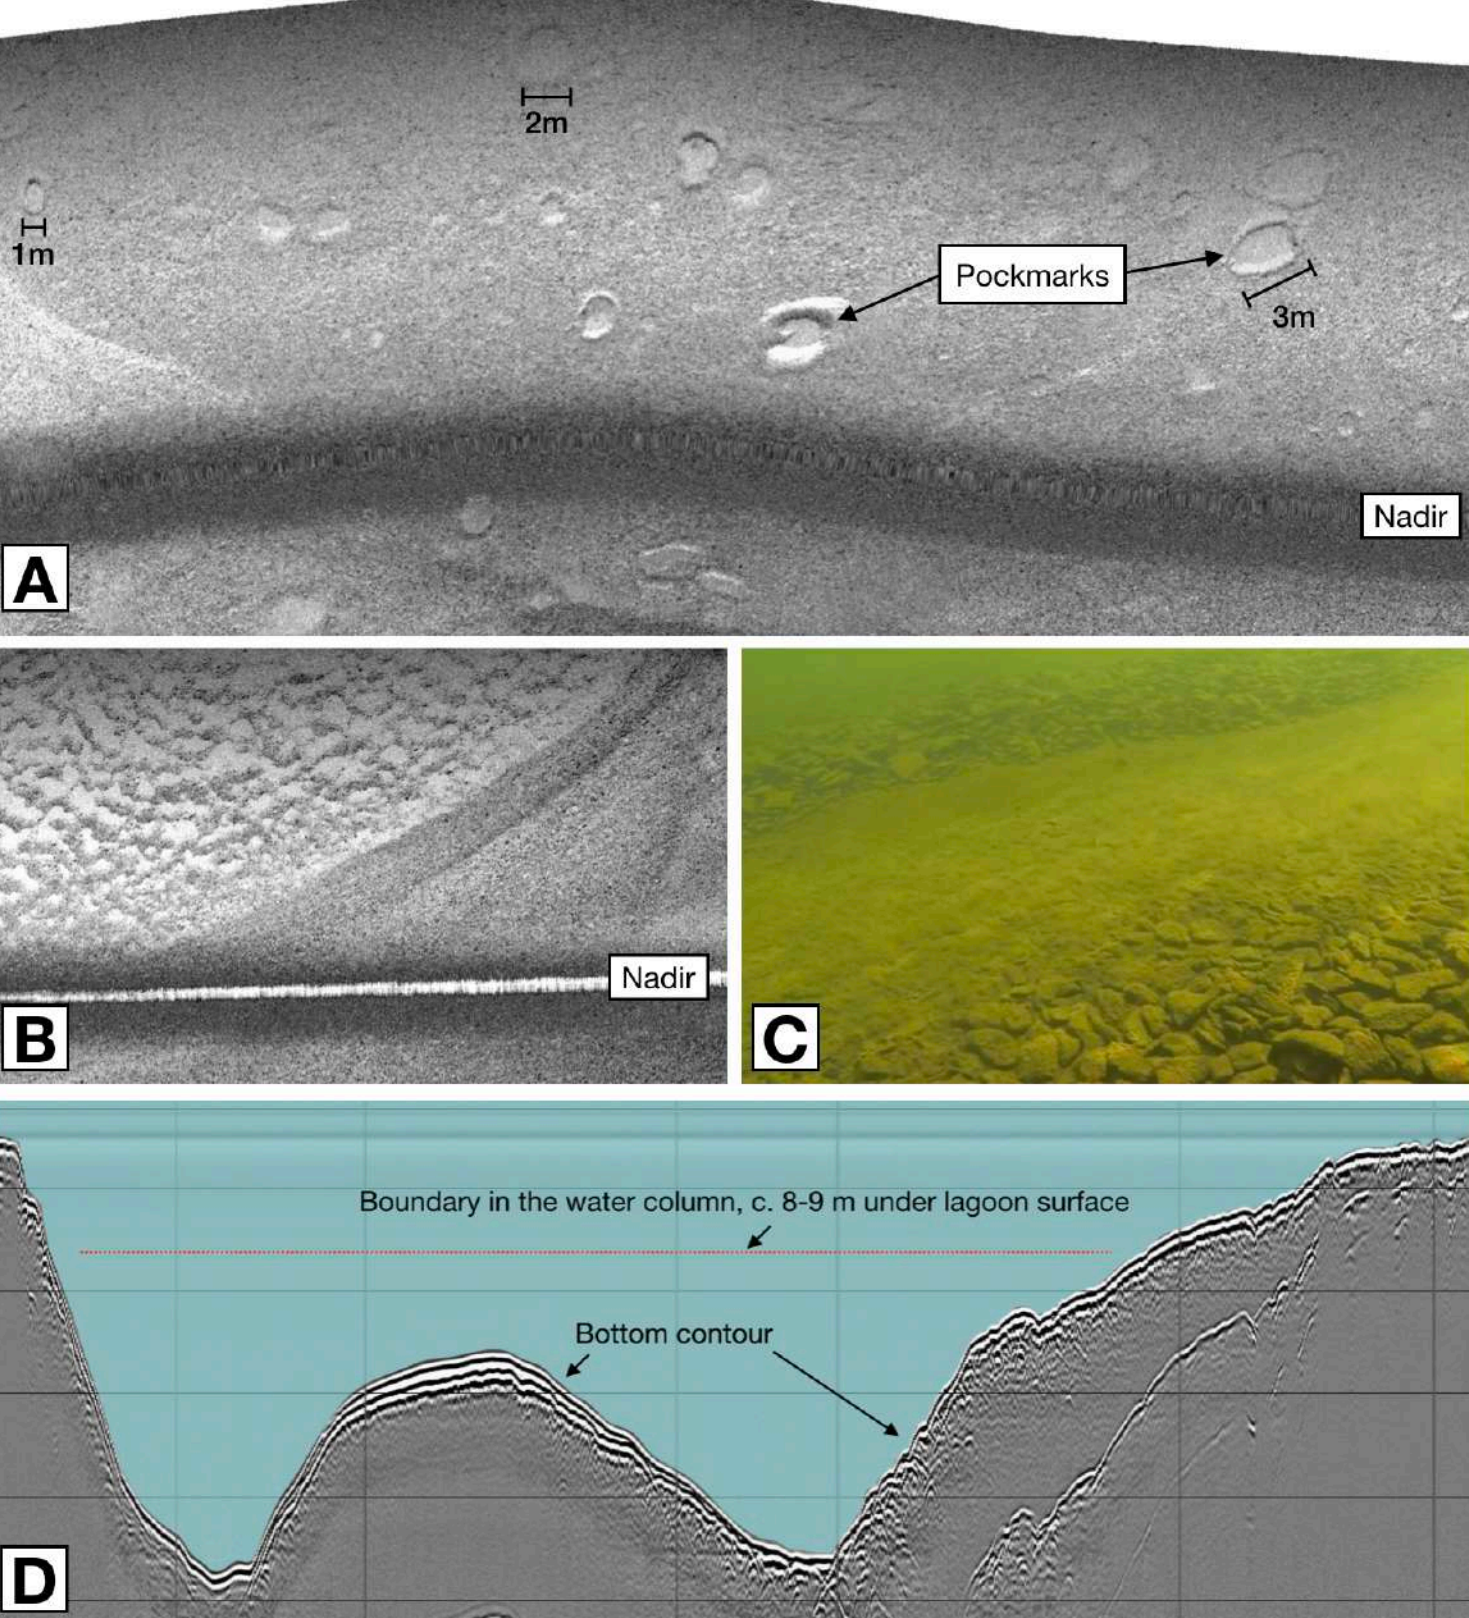 2m
1m
Pockmarks
3m
Nadir
A
Nadir
B
C
Boundary in the water column, c. 8-9 m under lagoon surface
Bottom contour
D